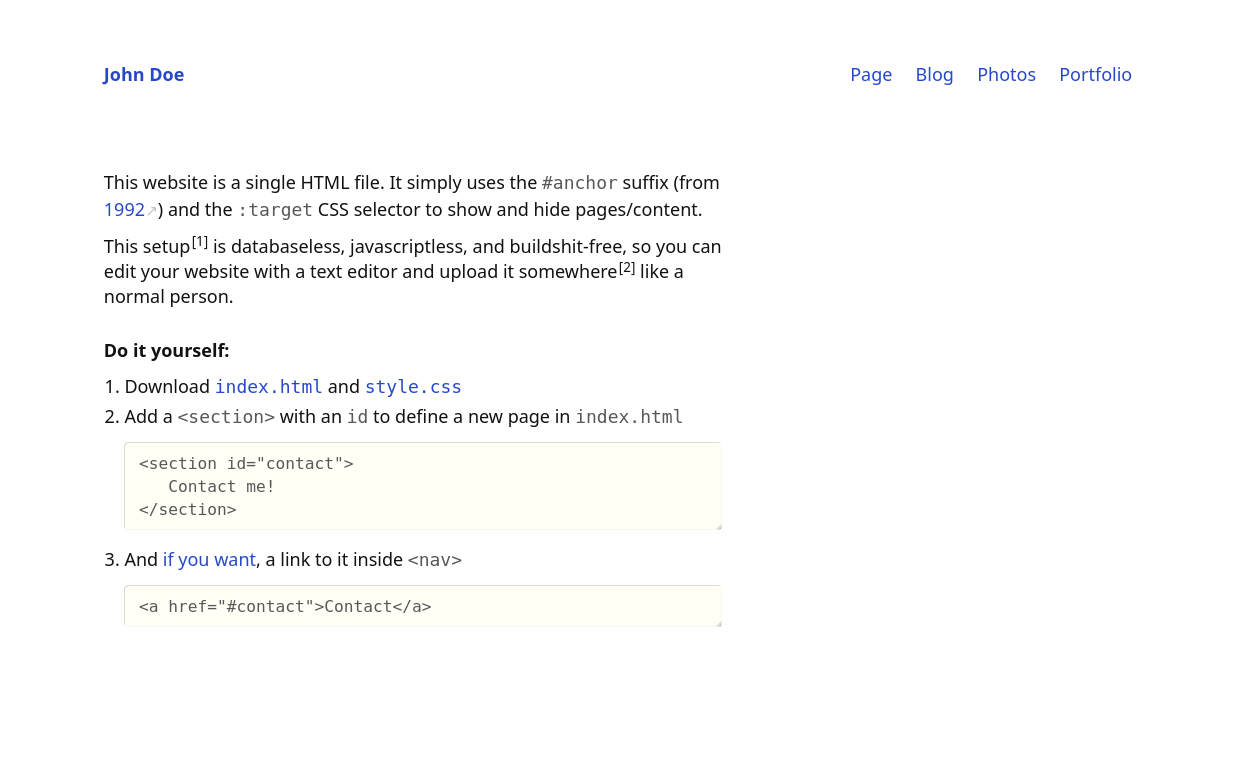 John Doe
Page Blog Photos Portfolio
This website is a single HTML file. It simply uses the #anchor suffix (from
1992↗) and the :target CSS selector to show and hide pages/content.
This setup[1] is databaseless, javascriptless, and buildshit-free, so you can
edit your website with a text editor and upload it somewhere[2] like a
normal person.
Do it yourself:
1. Download index.html and style.css
2. Add a <section> with an id to define a new page in index.html
<section id="contact">
   Contact me!
</section>
3. And if you want, a link to it inside <nav>
<a href="#contact">Contact</a>